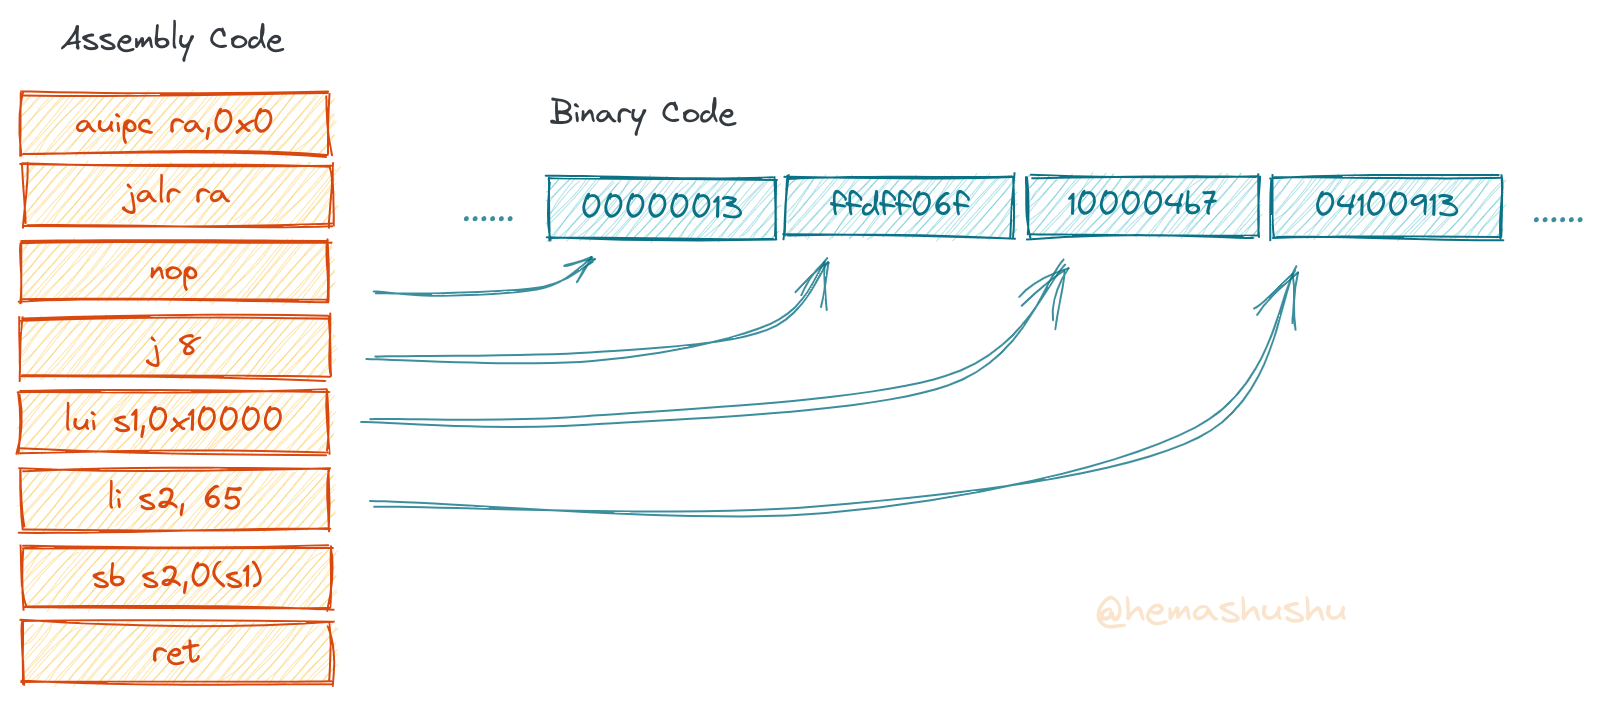 Assembly Code
auipc ra,0x0
jalr ra
nop
j 8
lui s1,0x10000
li s2, 65
sb s2,0(s1)
ret
Binary Code
...... 00000013 ffdff06f 100004b7 04100913 ......
@hemashushu